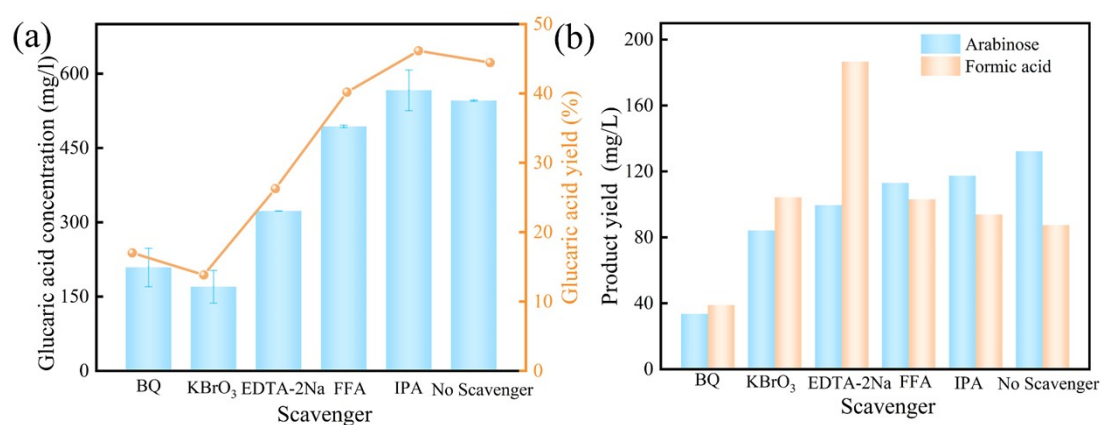 (a)
Glucaric acid concentration (mg/l)
600
450
300
150
0
50
40
30
20
10
0
Glucaric acid yield (%)
BQ KBrO₃ EDTA-2Na FFA IPA No Scavenger
Scavenger
(b)
Product yield (mg/L)
200
160
120
80
40
0
Arabinose
Formic acid
BQ KBrO₃ EDTA-2Na FFA IPA No Scavenger
Scavenger